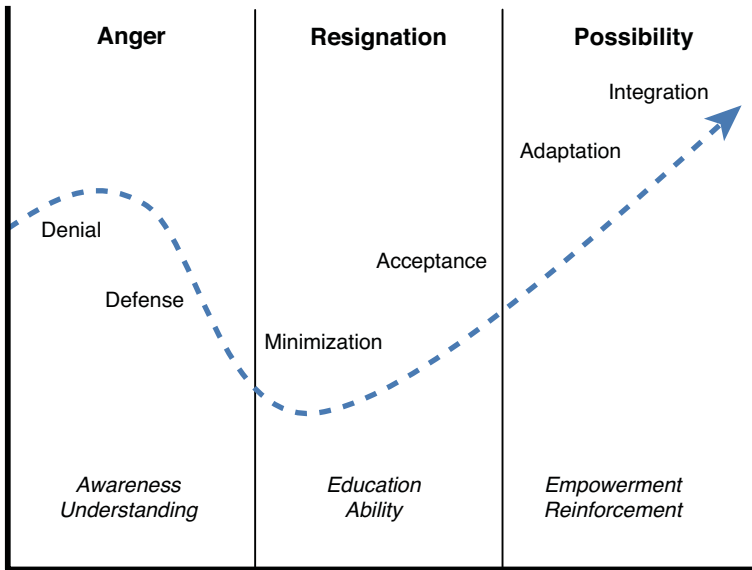 Anger
Resignation
Possibility
Integration
Adaptation
Denial
Acceptance
Defense
Minimization
Awareness
Understanding
Education
Ability
Empowerment
Reinforcement